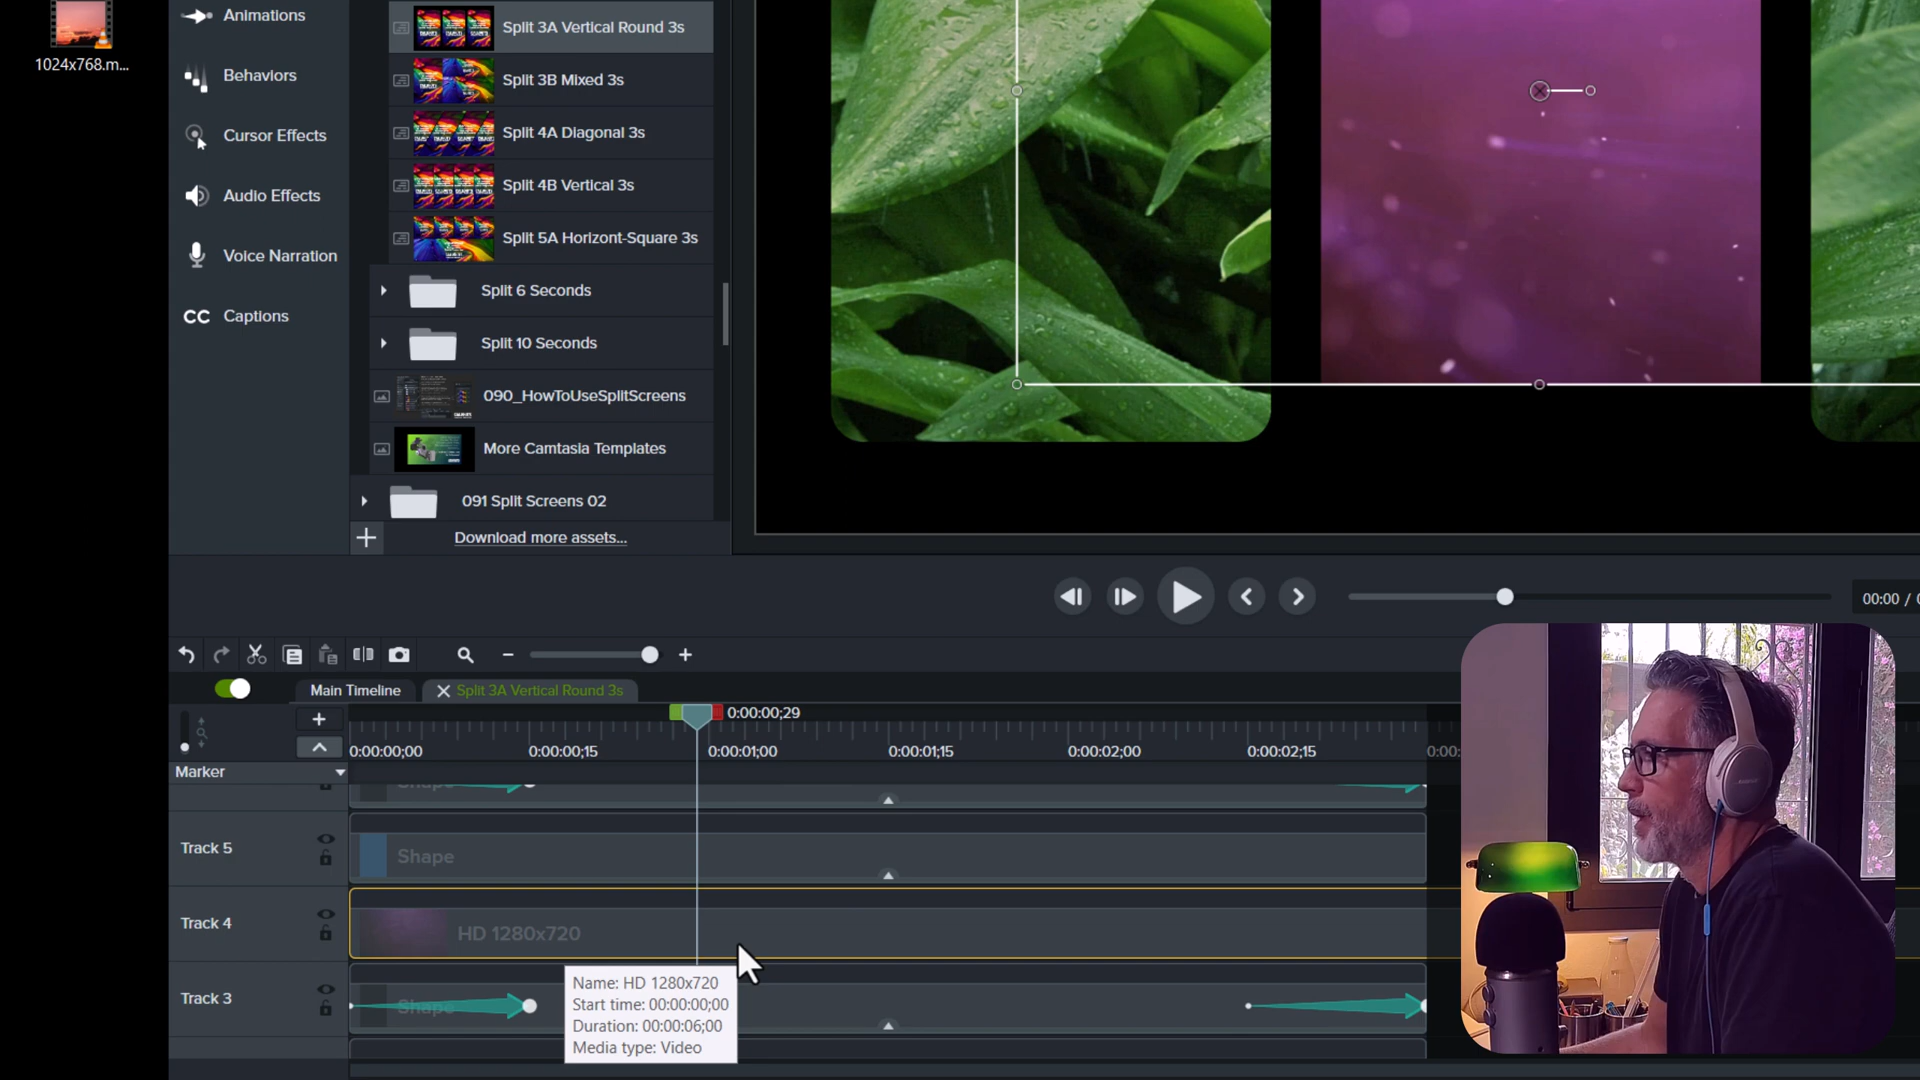 1024x768.m...
Animations
Behaviors
Cursor Effects
Audio Effects
Voice Narration
CC Captions
Split 3A Vertical Round 3s
Split 3B Mixed 3s
Split 4A Diagonal 3s
Split 4B Vertical 3s
Split 5A Horizont-Square 3s
Split 6 Seconds
Split 10 Seconds
090_HowToUseSplitScreens
More Camtasia Templates
091 Split Screens 02
Download more assets...
00:00 /
Main Timeline
Split 3A Vertical Round 3s
0:00:00;29
0:00:00;00
0:00:00;15
0:00:01;00
0:00:01;15
0:00:02;00
0:00:02;15
0:00:
Marker
Shape
Track 5
Shape
Track 4
HD 1280x720
Track 3
Shape
Name: HD 1280x720
Start time: 00:00:00;00
Duration: 00:00:06;00
Media type: Video